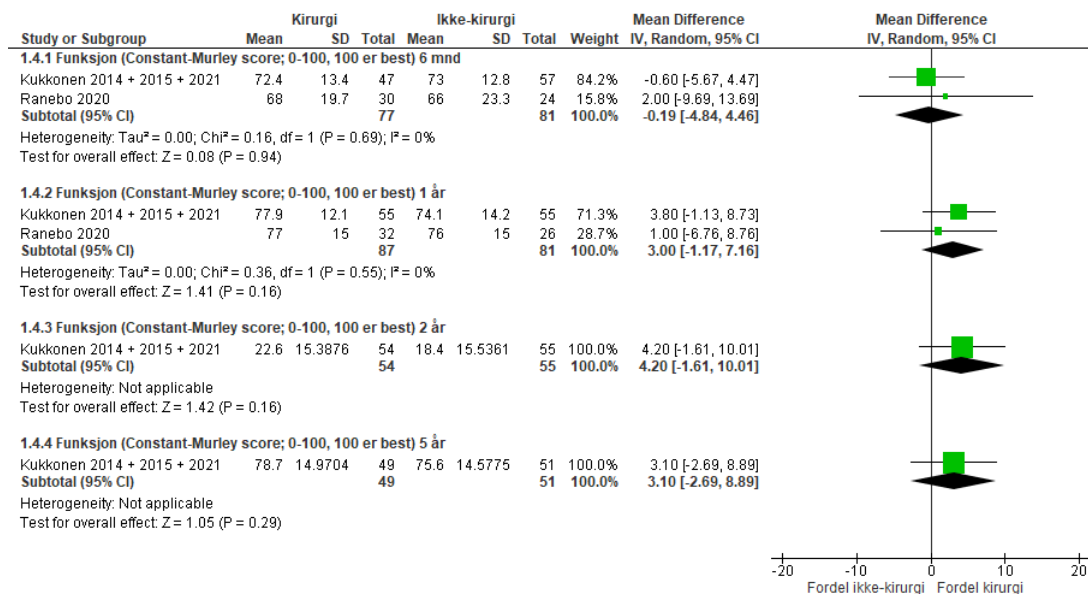 Kirurgi Ikke-kirurgi Mean Difference Mean Difference
Study or Subgroup Mean SD Total Mean SD Total Weight IV, Random, 95% CI IV, Random, 95% CI
1.4.1 Funksjon (Constant-Murley score; 0-100, 100 er best) 6 mnd
Kukkonen 2014 + 2015 + 2021 72.4 13.4 47 73 12.8 57 84.2% -0.60 [-5.67, 4.47]
Ranebo 2020 68 19.7 30 66 23.3 24 15.8% 2.00 [-9.69, 13.69]
Subtotal (95% CI) 77 81 100.0% -0.19 [-4.84, 4.46]
Heterogeneity: Tau² = 0.00; Chi² = 0.16, df = 1 (P = 0.69); I² = 0%
Test for overall effect: Z = 0.08 (P = 0.94)
1.4.2 Funksjon (Constant-Murley score; 0-100, 100 er best) 1 år
Kukkonen 2014 + 2015 + 2021 77.9 12.1 55 74.1 14.2 55 71.3% 3.80 [-1.13, 8.73]
Ranebo 2020 77 15 32 76 15 26 28.7% 1.00 [-6.76, 8.76]
Subtotal (95% CI) 87 81 100.0% 3.00 [-1.17, 7.16]
Heterogeneity: Tau² = 0.00; Chi² = 0.36, df = 1 (P = 0.55); I² = 0%
Test for overall effect: Z = 1.41 (P = 0.16)
1.4.3 Funksjon (Constant-Murley score; 0-100, 100 er best) 2 år
Kukkonen 2014 + 2015 + 2021 22.6 15.3876 54 18.4 15.5361 55 100.0% 4.20 [-1.61, 10.01]
Subtotal (95% CI) 54 55 100.0% 4.20 [-1.61, 10.01]
Heterogeneity: Not applicable
Test for overall effect: Z = 1.42 (P = 0.16)
1.4.4 Funksjon (Constant-Murley score; 0-100, 100 er best) 5 år
Kukkonen 2014 + 2015 + 2021 78.7 14.9704 49 75.6 14.5775 51 100.0% 3.10 [-2.69, 8.89]
Subtotal (95% CI) 49 51 100.0% 3.10 [-2.69, 8.89]
Heterogeneity: Not applicable
Test for overall effect: Z = 1.05 (P = 0.29)
-20 -10 0 10 20
Fordel ikke-kirurgi Fordel kirurgi